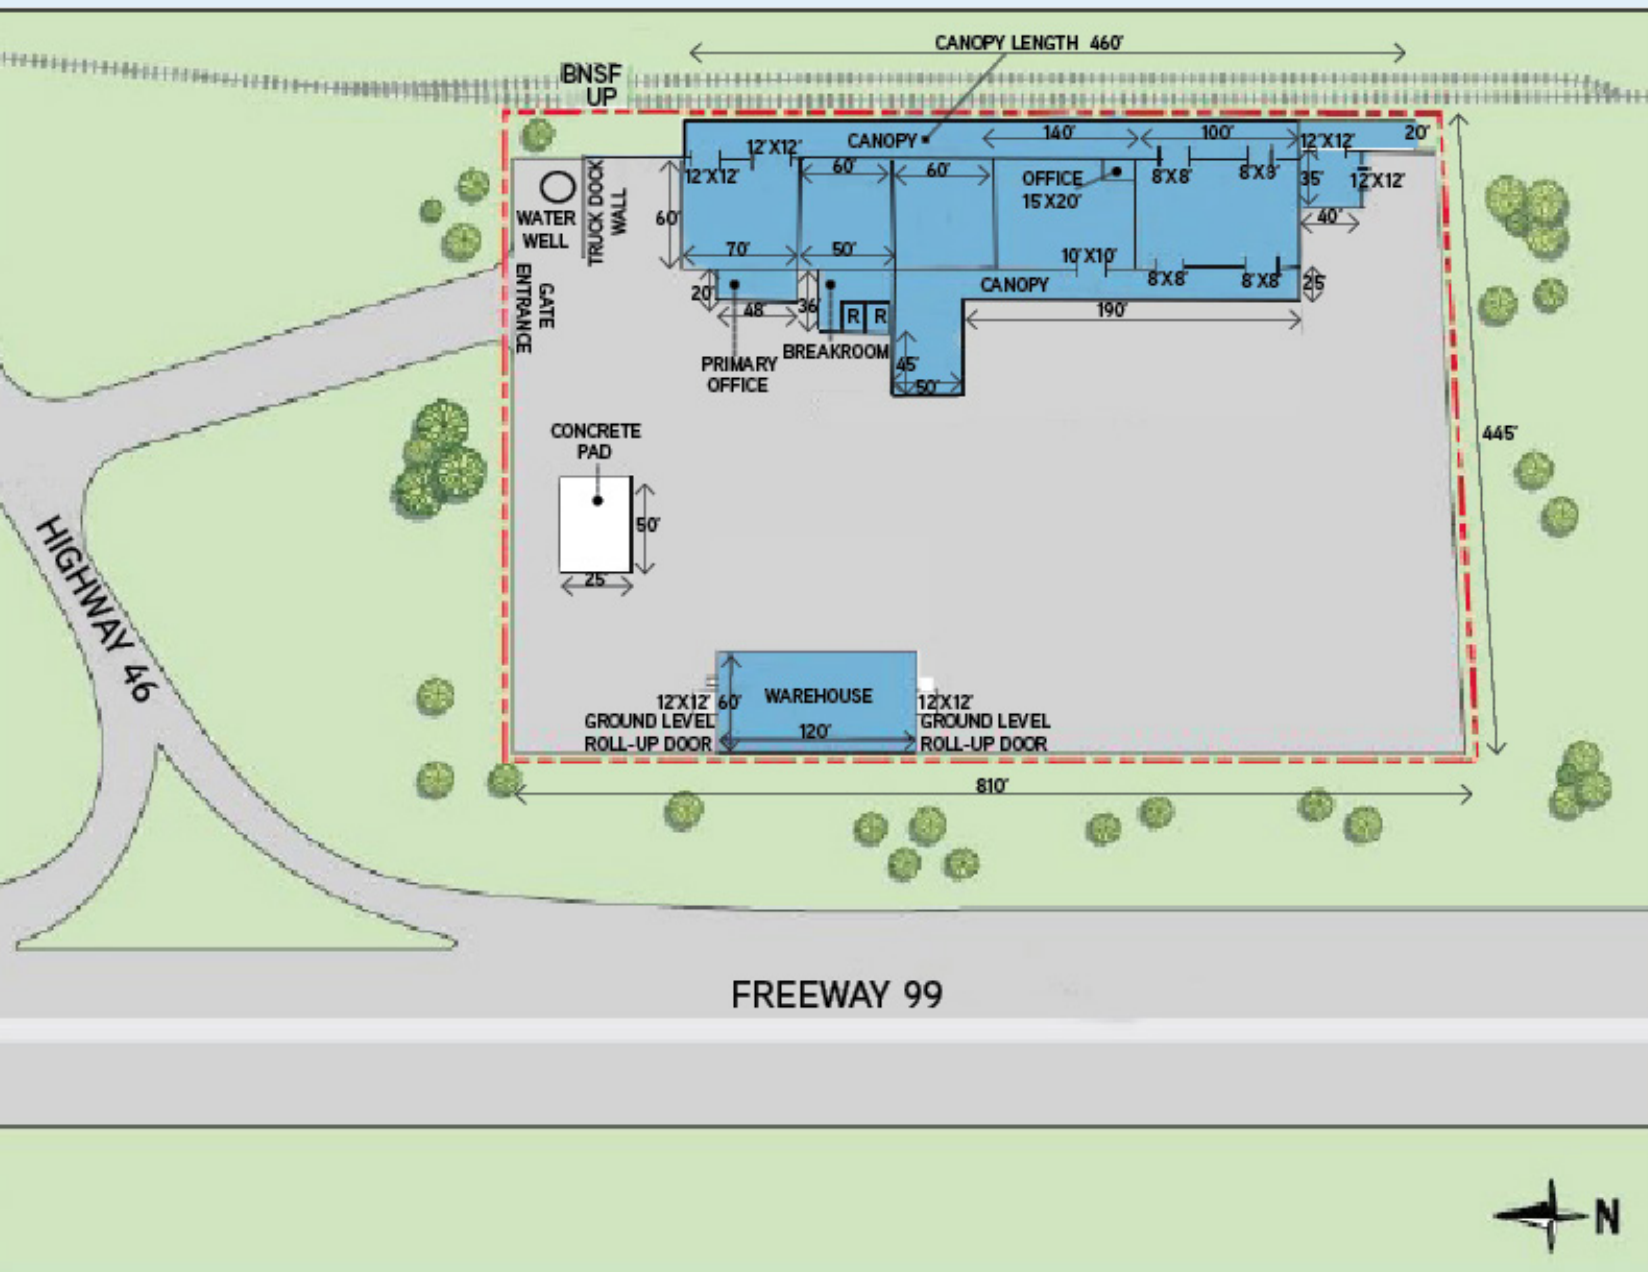 CANOPY LENGTH 460'
BNSF
UP
CANOPY
140'
100'
12'X12'
20'
12'X12'
12'X12'
60'
60'
OFFICE
15'X20'
8'X8'
8'X8'
35'
12'X12'
40'
WATER
WELL
TRUCK DOCK
WALL
60'
70'
50'
10'X10'
8'X8'
8'X8'
CANOPY
25'
190'
GATE
ENTRANCE
20'
48'
36'
R
R
PRIMARY
OFFICE
BREAKROOM
45'
50'
445'
CONCRETE
PAD
50'
25'
HIGHWAY 46
WAREHOUSE
60'
120'
12'X12'
GROUND LEVEL
ROLL-UP DOOR
12'X12'
GROUND LEVEL
ROLL-UP DOOR
810'
FREEWAY 99
N